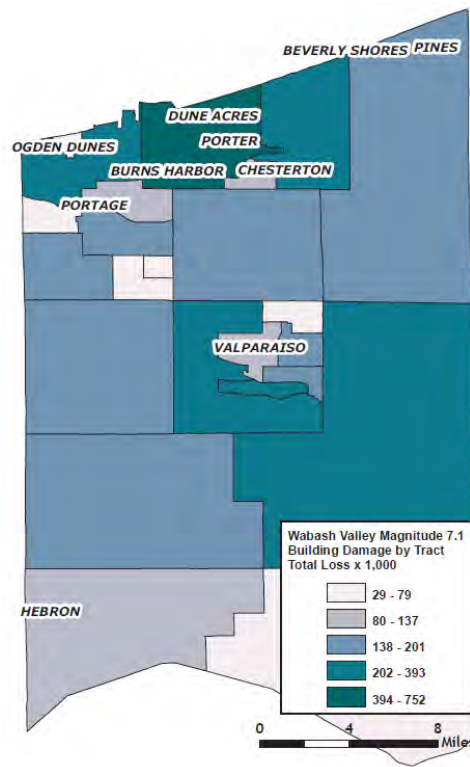 BEVERLY SHORES PINES
DUNE ACRES
PORTER
OGDEN DUNES
BURNS HARBOR CHESTERTON
PORTAGE
VALPARAISO
HEBRON
Wabash Valley Magnitude 7.1
Building Damage by Tract
Total Loss x 1,000
29 - 79
80 - 137
138 - 201
202 - 393
394 - 752
0 4 8
Miles